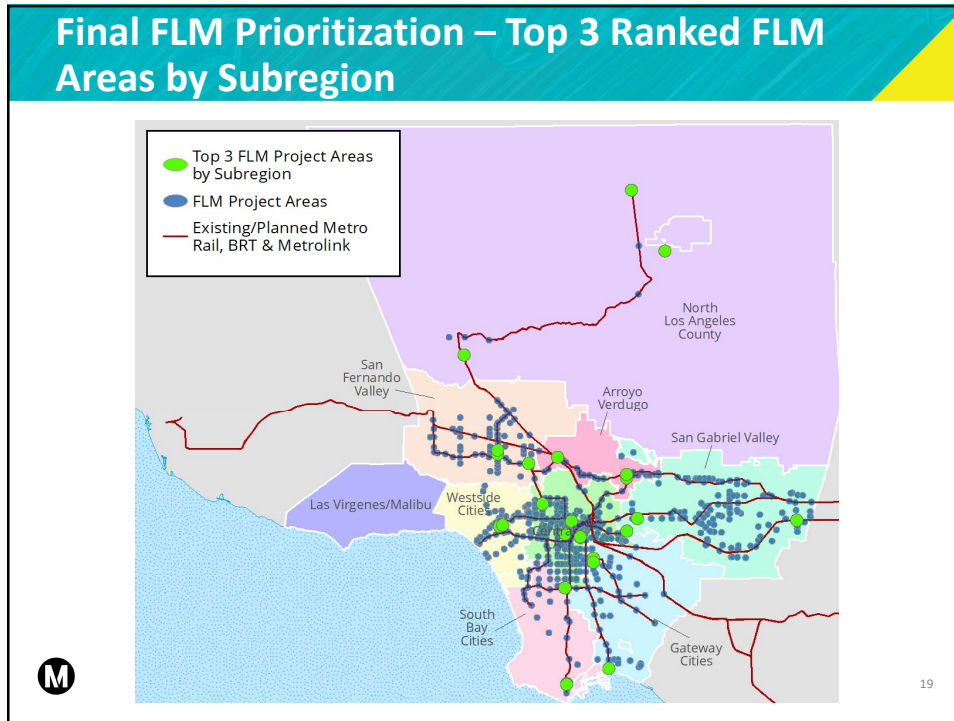 Final FLM Prioritization – Top 3 Ranked FLM
Areas by Subregion
Top 3 FLM Project Areas
by Subregion
FLM Project Areas
Existing/Planned Metro
Rail, BRT & Metrolink
North
Los Angeles
County
San
Fernando
Valley
Arroyo
Verdugo
San Gabriel Valley
Las Virgenes/Malibu
Westside
Cities
Central
South
Bay
Cities
Gateway
Cities
M
19